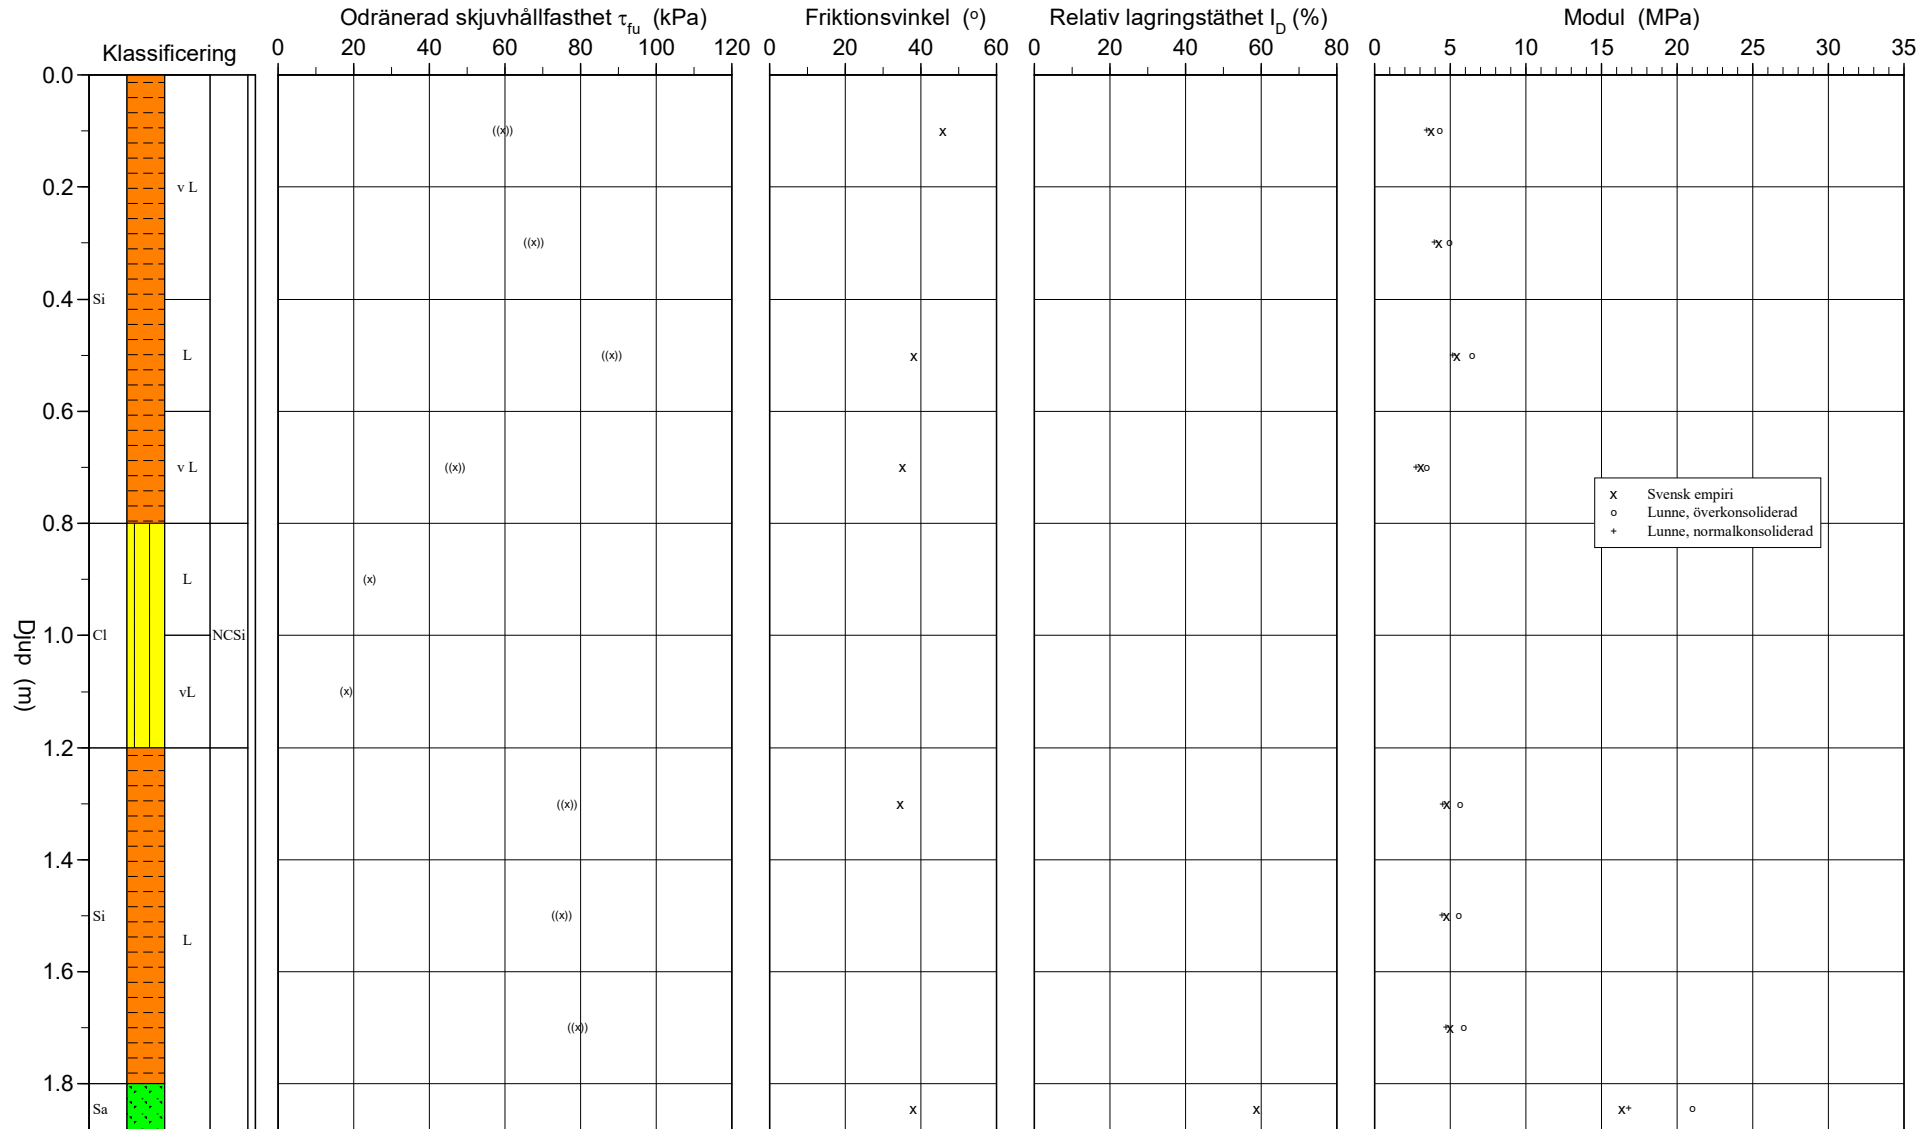 Odränerad skjuvhållfasthet τfu (kPa)
Friktionsvinkel (o)
Relativ lagringstäthet ID (%)
Modul (MPa)
Klassificering
0 20 40 60 80 100 120
0 20 40 60
0 20 40 60 80
0 5 10 15 20 25 30 35
Djup (m)
0.0
0.2
0.4
0.6
0.8
1.0
1.2
1.4
1.6
1.8
Si
Cl
Si
Sa
v L
L
v L
L
vL
L
NCSi
((x))
((x))
((x))
((x))
(x)
(x)
((x))
((x))
((x))
x
x
x
x
x
x
+x o
+x o
+x o
+x o
+x o
+x o
+x o
x+ o
x Svensk empiri
o Lunne, överkonsoliderad
+ Lunne, normalkonsoliderad